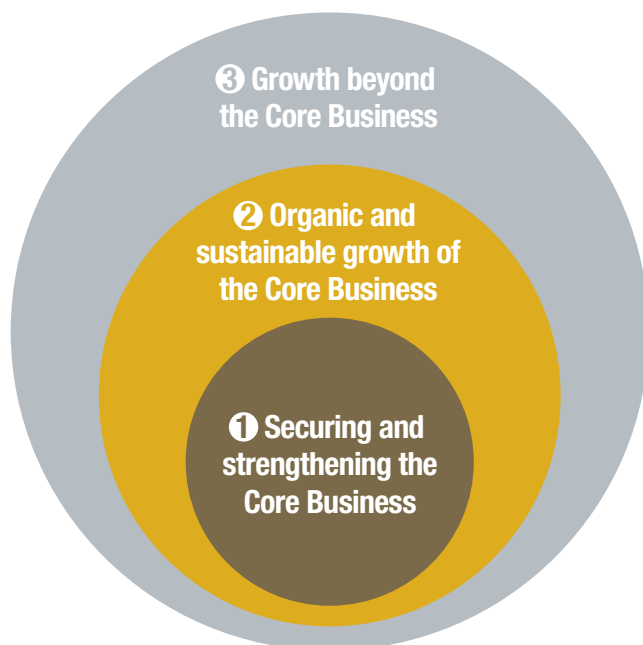 ❸ Growth beyond
the Core Business
❷ Organic and
sustainable growth of
the Core Business
❶ Securing and
strengthening the
Core Business